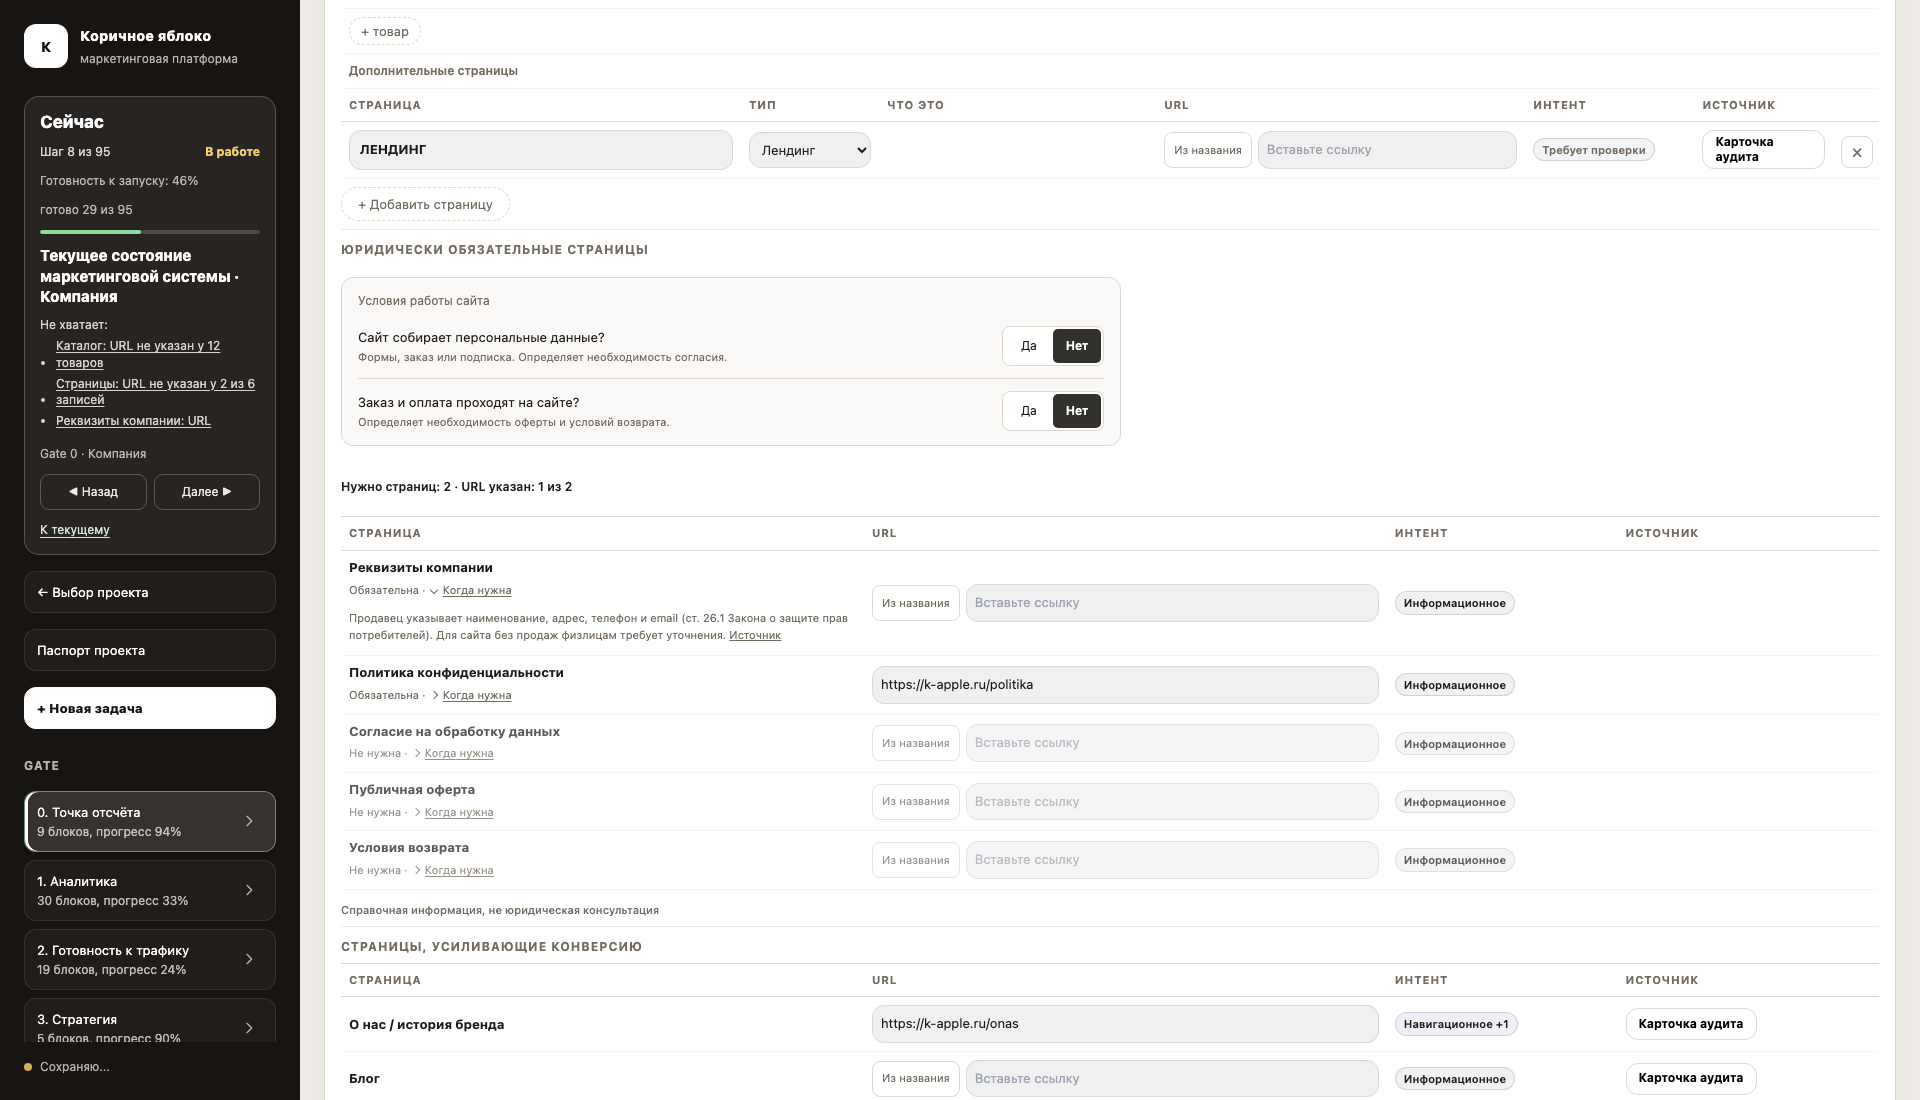 К
Коричное яблоко
маркетинговая платформа
Сейчас
Шаг 8 из 95
В работе
Готовность к запуску: 46%
готово 29 из 95
Текущее состояние
маркетинговой системы ·
Компания
Не хватает:
• Каталог: URL не указан у 12
товаров
• Страницы: URL не указан у 2 из 6
записей
• Реквизиты компании: URL
Gate 0 · Компания
◀ Назад
Далее ▶
К текущему
← Выбор проекта
Паспорт проекта
+ Новая задача
GATE
0. Точка отсчёта
9 блоков, прогресс 94%
1. Аналитика
30 блоков, прогресс 33%
2. Готовность к трафику
19 блоков, прогресс 24%
3. Стратегия
5 блоков, прогресс 90%
Сохраняю...
+ товар
Дополнительные страницы
СТРАНИЦА ТИП ЧТО ЭТО URL ИНТЕНТ ИСТОЧНИК
ЛЕНДИНГ Лендинг Из названия Вставьте ссылку Требует проверки Карточка
аудита ×
+ Добавить страницу
ЮРИДИЧЕСКИ ОБЯЗАТЕЛЬНЫЕ СТРАНИЦЫ
Условия работы сайта
Сайт собирает персональные данные?
Формы, заказ или подписка. Определяет необходимость согласия.
Да Нет
Заказ и оплата проходят на сайте?
Определяет необходимость оферты и условий возврата.
Да Нет
Нужно страниц: 2 · URL указан: 1 из 2
СТРАНИЦА URL ИНТЕНТ ИСТОЧНИК
Реквизиты компании
Обязательна · Когда нужна
Продавец указывает наименование, адрес, телефон и email (ст. 26.1 Закона о защите прав
потребителей). Для сайта без продаж физлицам требует уточнения. Источник
Из названия Вставьте ссылку Информационное
Политика конфиденциальности
Обязательна · Когда нужна
https://k-apple.ru/politika Информационное
Согласие на обработку данных
Не нужна · Когда нужна
Из названия Вставьте ссылку Информационное
Публичная оферта
Не нужна · Когда нужна
Из названия Вставьте ссылку Информационное
Условия возврата
Не нужна · Когда нужна
Из названия Вставьте ссылку Информационное
Справочная информация, не юридическая консультация
СТРАНИЦЫ, УСИЛИВАЮЩИЕ КОНВЕРСИЮ
СТРАНИЦА URL ИНТЕНТ ИСТОЧНИК
О нас / история бренда https://k-apple.ru/onas Навигационное +1 Карточка аудита
Блог Из названия Вставьте ссылку Информационное Карточка аудита